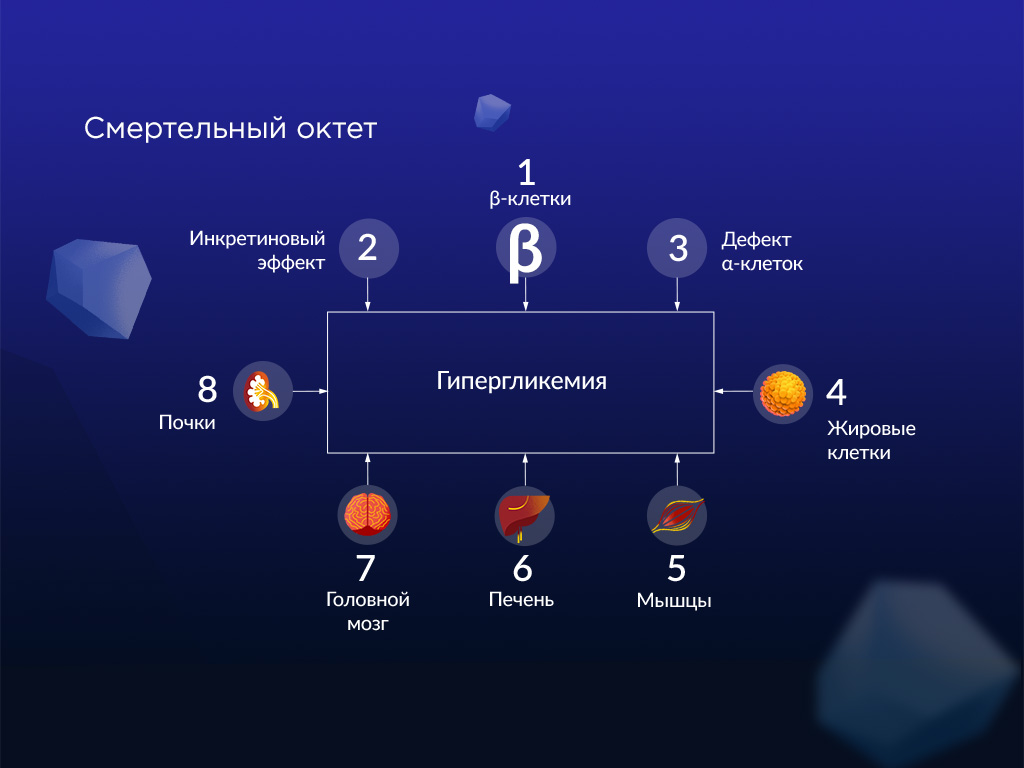 Смертельный октет
1
β-клетки
Инкретиновый
эффект
2
β
3
Дефект
α-клеток
8
Почки
Гипергликемия
4
Жировые
клетки
7
Головной
мозг
6
Печень
5
Мышцы